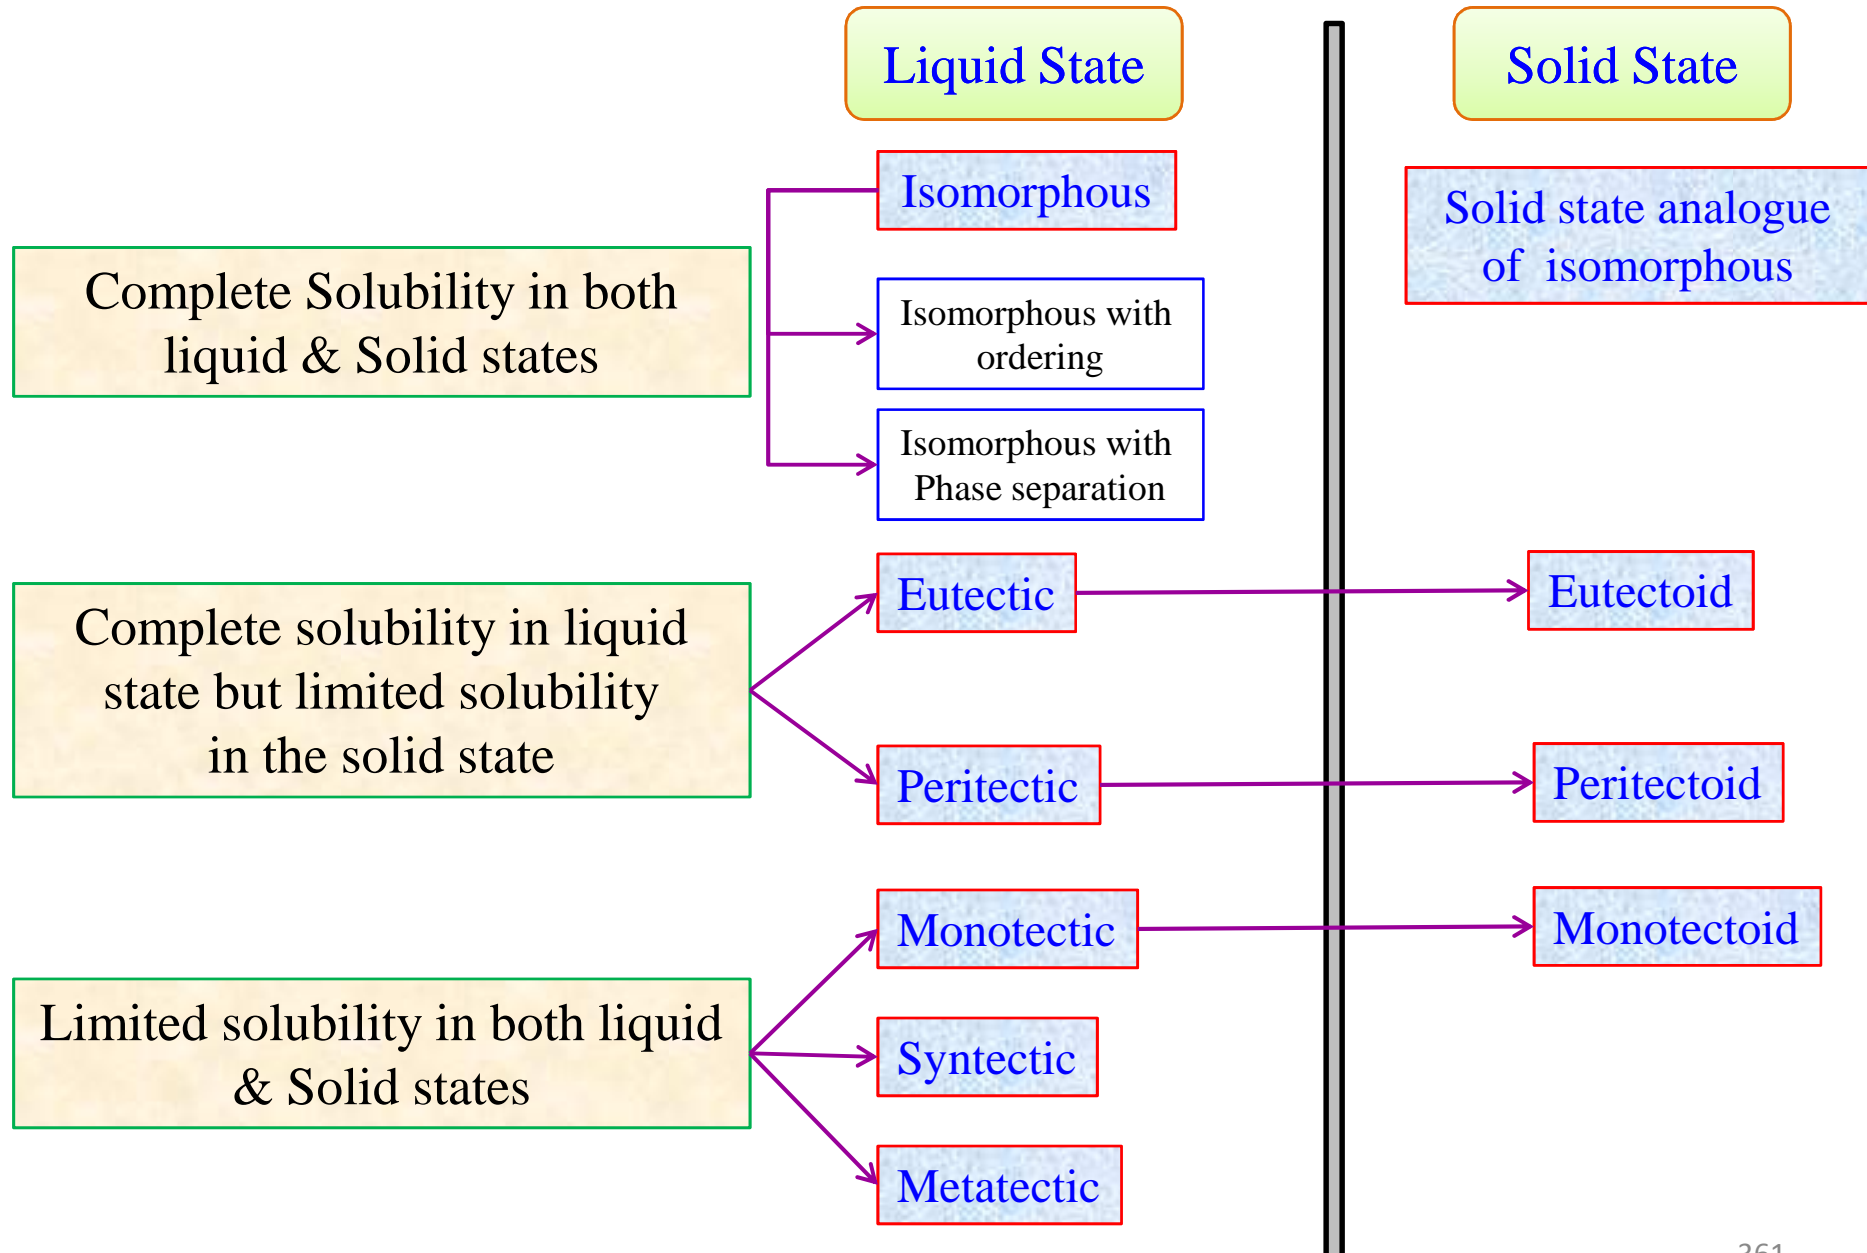 Liquid State
Solid State
Isomorphous
Solid state analogue
of isomorphous
Complete Solubility in both
liquid & Solid states
Isomorphous with
ordering
Isomorphous with
Phase separation
Complete solubility in liquid
state but limited solubility
in the solid state
Eutectic
Eutectoid
Peritectic
Peritectoid
Limited solubility in both liquid
& Solid states
Monotectic
Monotectoid
Syntectic
Metatectic
361